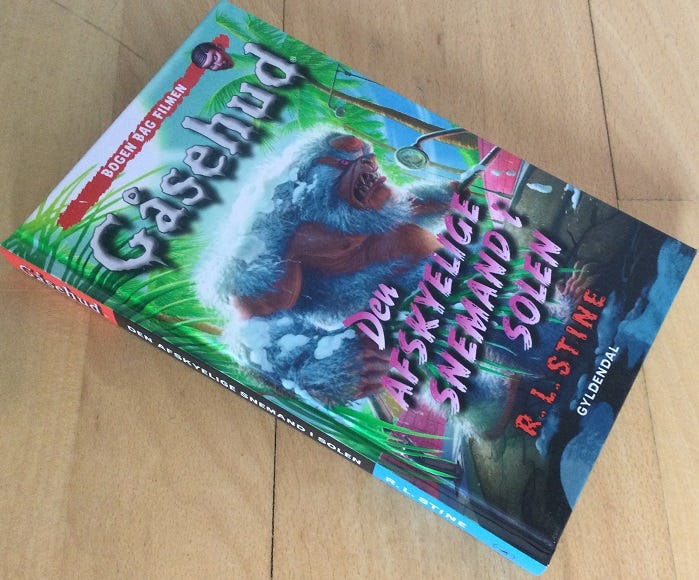 BOGEN BAG FILMEN
Gåsehud®
Den
AFSKYELIGE
SNEMAND I
SOLEN
R. L. STINE
GYLDENDAL
Gåsehud
DEN AFSKYELIGE SNEMAND I SOLEN
R. L. STINE